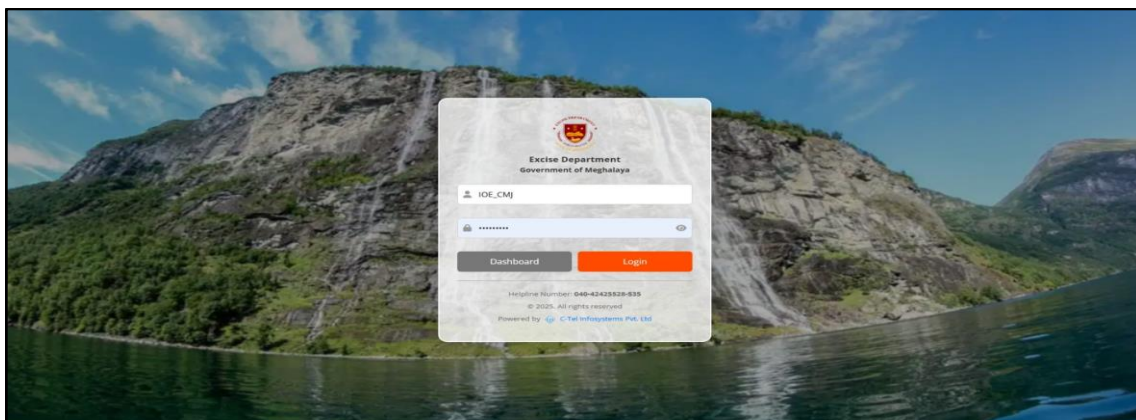 Excise Department
Government of Meghalaya
IOE_CMJ
•••••••••
Dashboard
Login
Helpline Number: 040-42425526-555
© 2025. All rights reserved
Powered by C-Tel Infosystems Pvt. Ltd